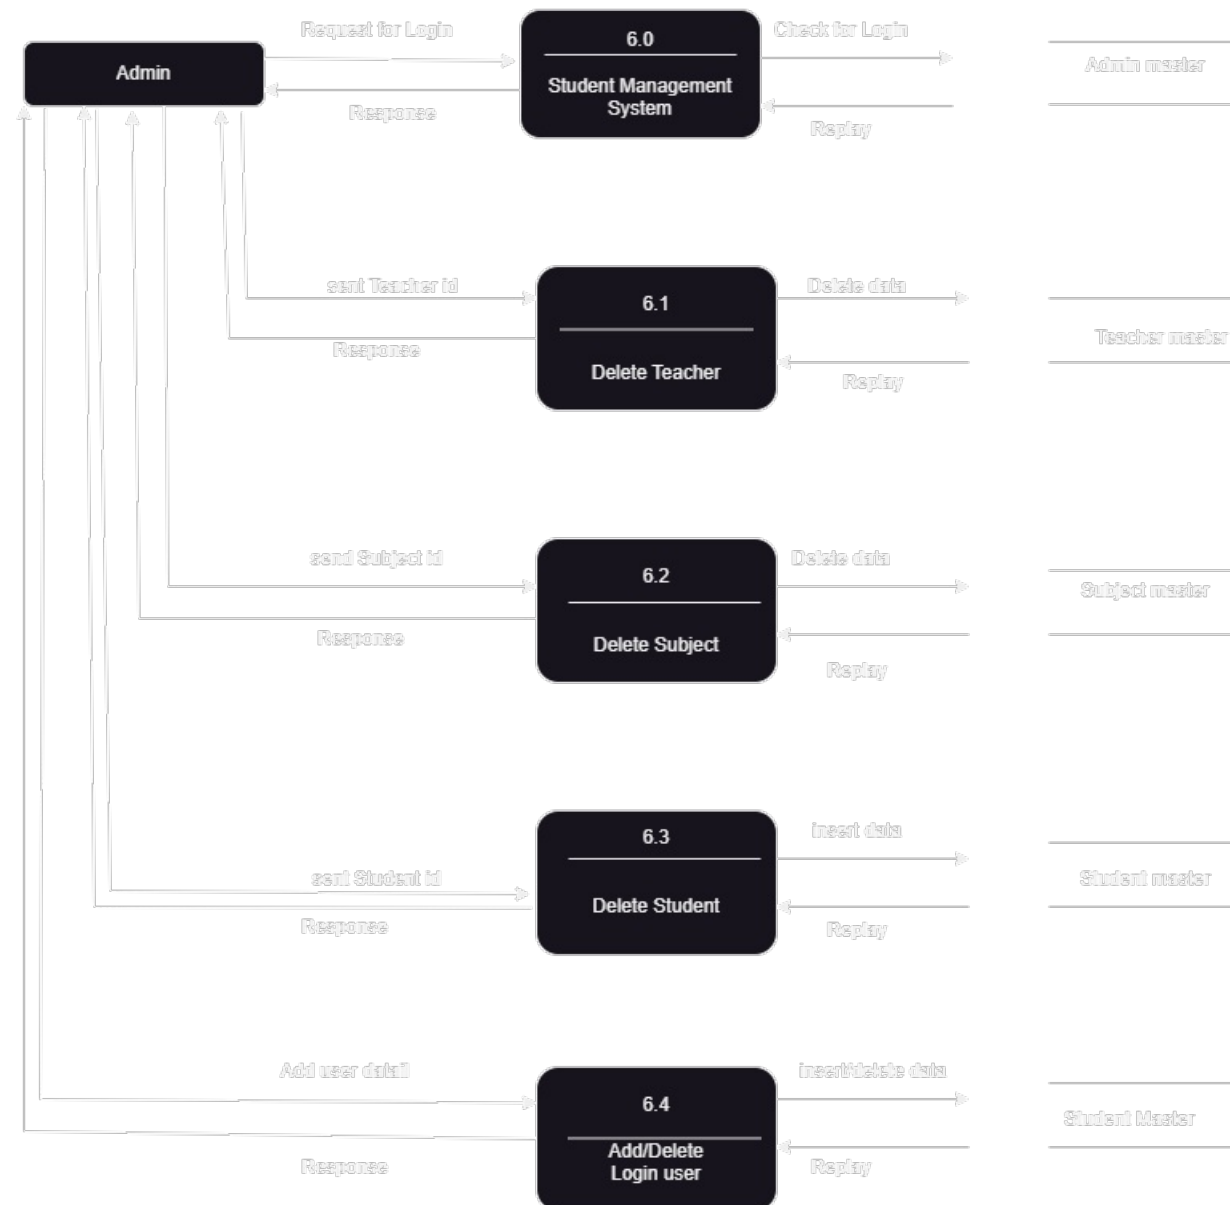 Request for Login
6.0
Check for Login
Admin
Student Management
System
Admin master
Response
Replay
sent Teacher id
6.1
Delete data
Teacher master
Response
Delete Teacher
Replay
send Subject id
6.2
Delete data
Subject master
Response
Delete Subject
Replay
6.3
insert data
sent Student id
Delete Student
Student master
Response
Replay
Add user datail
6.4
insert/delete data
Student Master
Add/Delete
Login user
Response
Replay